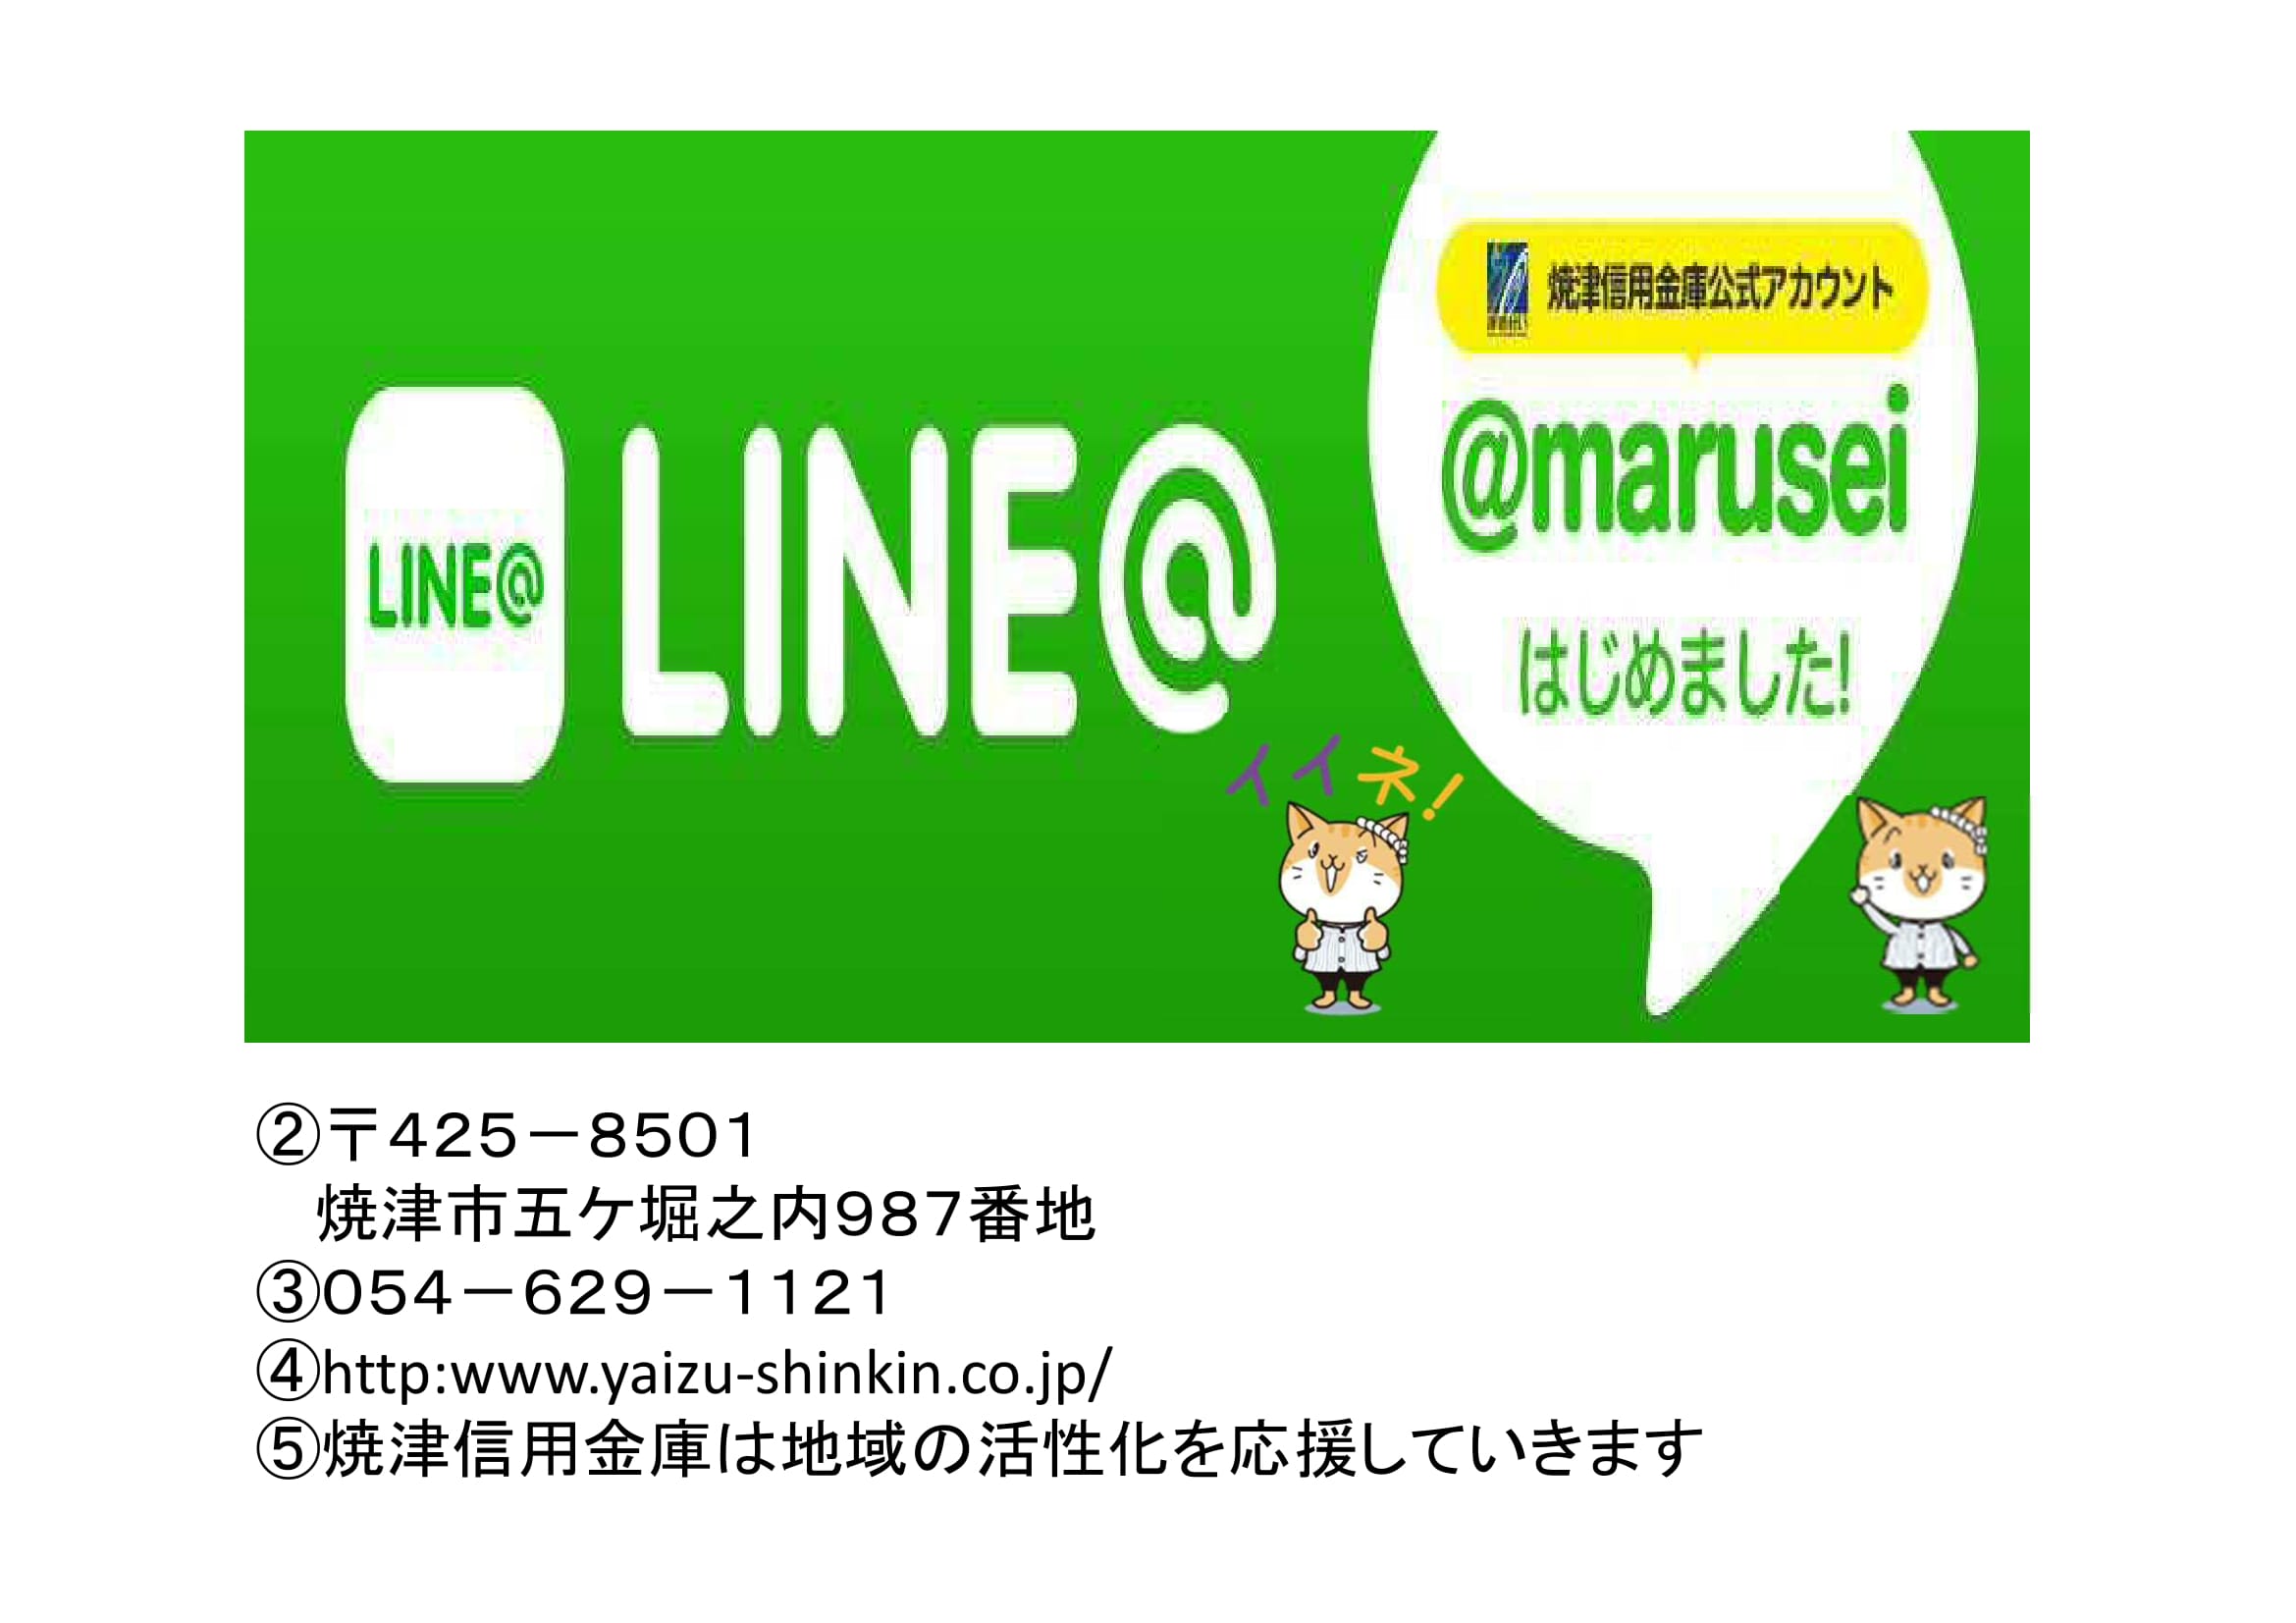 LINE@
LINE@
焼津信用金庫公式アカウント
@marusei
はじめました!
イイネ!
②〒425－8501
焼津市五ケ堀之内987番地
③054－629－1121
④http:www.yaizu-shinkin.co.jp/
⑤焼津信用金庫は地域の活性化を応援していきます